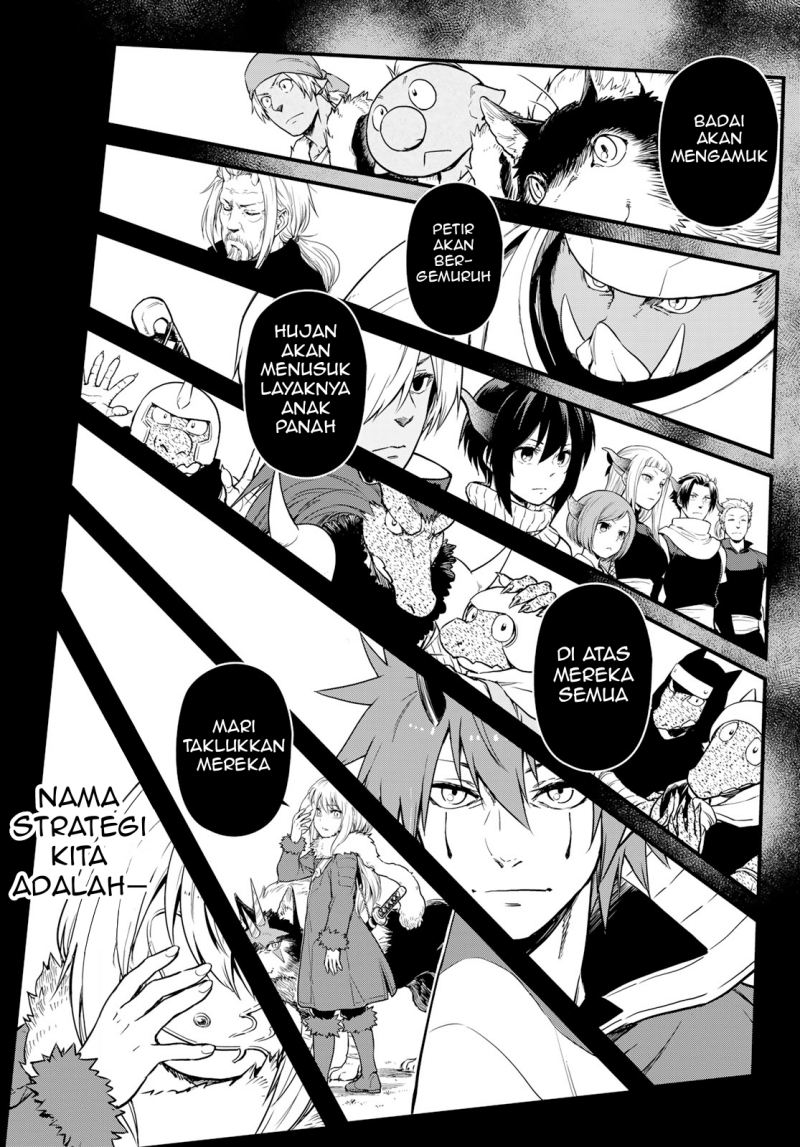 BADAI
AKAN
MENGAMUK
PETIR
AKAN
BER-
GEMURUH
HUJAN
AKAN
MENUSUK
LAYAKNYA
ANAK
PANAH
DI ATAS
MEREKA
SEMUA
MARI
TAKLUKKAN
MEREKA
NAMA
STRATEGI
KITA
ADALAH—